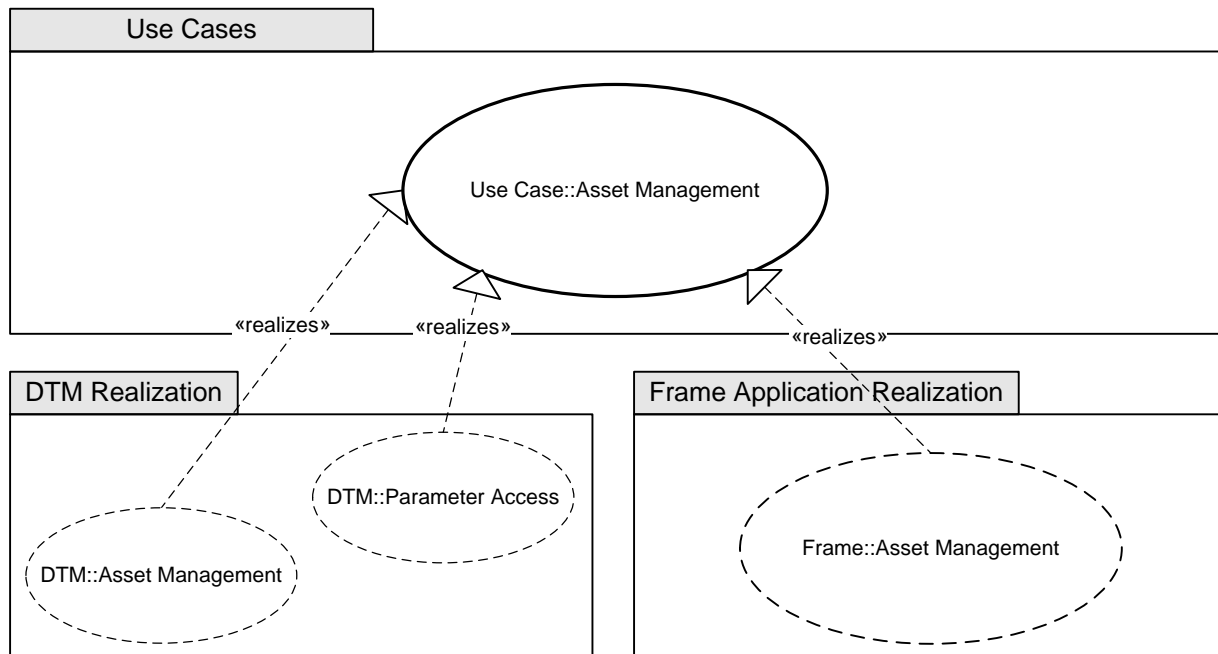 Use Cases
Use Case::Asset Management
«realizes»
«realizes»
«realizes»
DTM Realization
Frame Application Realization
DTM::Parameter Access
DTM::Asset Management
Frame::Asset Management